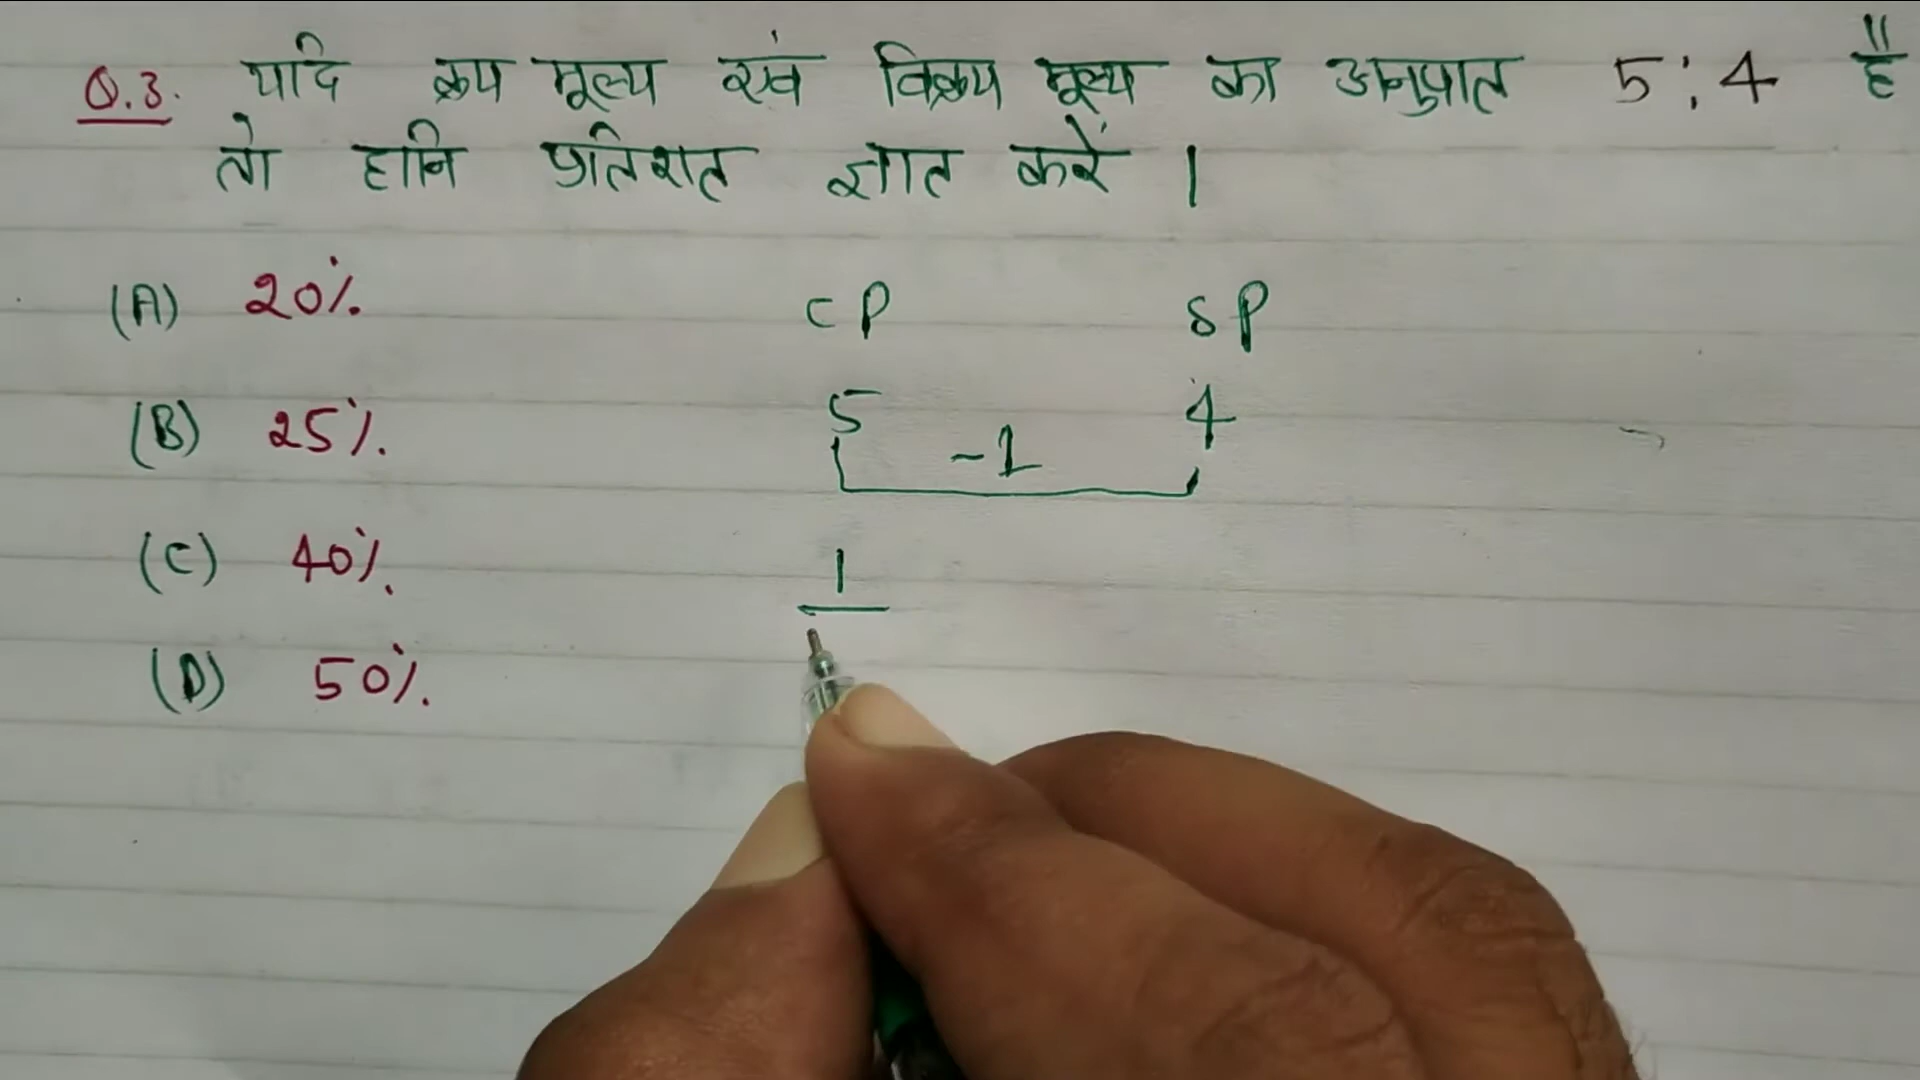 Q.3. यदि क्रय मूल्य एवं विक्रय मूल्य का अनुपात 5:4 है
तो हानि प्रतिशत ज्ञात करें ।
(A) 20%.
(B) 25%.
(C) 40%.
(D) 50%.
CP SP
5 4
-1
1